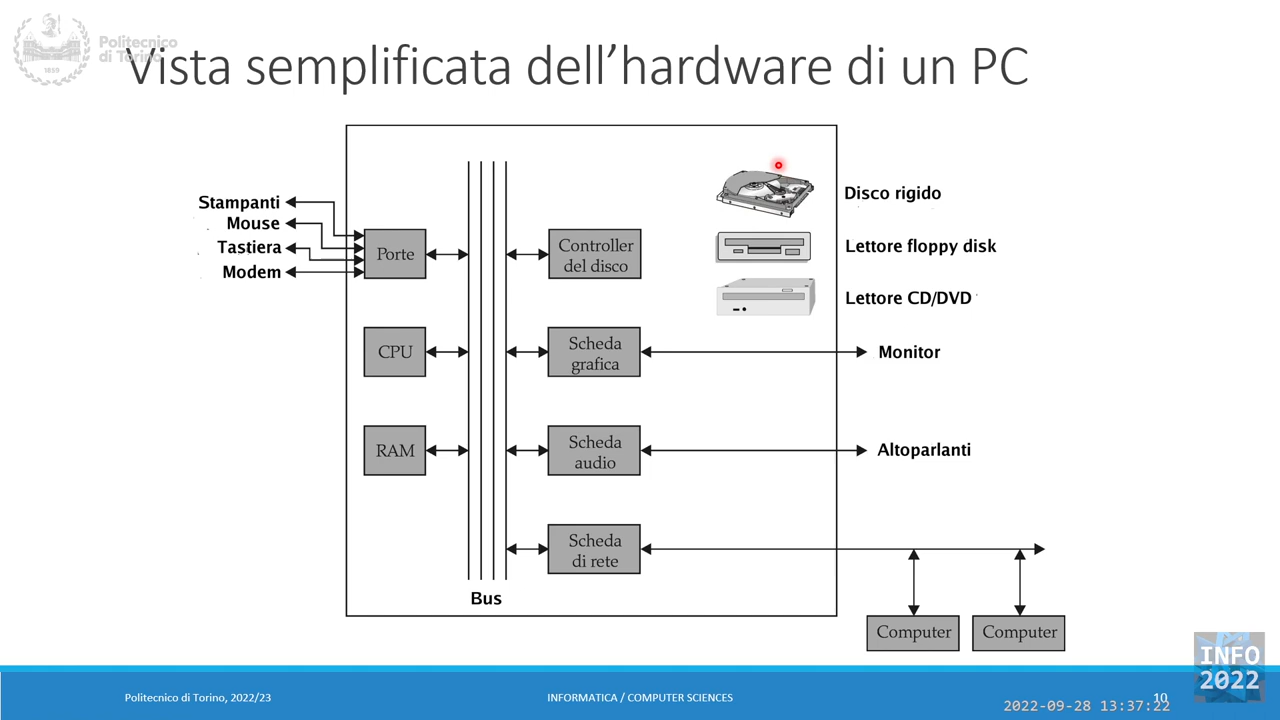 Politecnico
di Torino
1859
Vista semplificata dell'hardware di un PC
Stampanti
Mouse
Tastiera
Modem
Porte
CPU
RAM
Bus
Controller
del disco
Scheda
grafica
Scheda
audio
Scheda
di rete
Disco rigido
Lettore floppy disk
Lettore CD/DVD
Monitor
Altoparlanti
Computer
Computer
Politecnico di Torino, 2022/23
INFORMATICA / COMPUTER SCIENCES
10
INFO
2022
2022-09-28 13:37:22